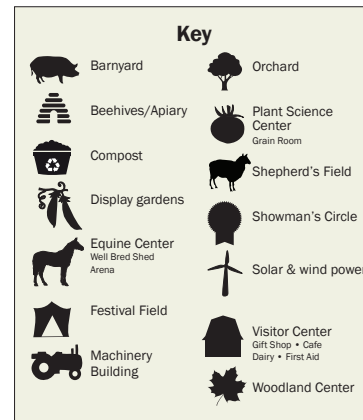 Key
Barnyard
Beehives/Apiary
Compost
Display gardens
Equine Center
Well Bred Shed
Arena
Festival Field
Machinery
Building
Orchard
Plant Science
Center
Grain Room
Shepherd's Field
Showman's Circle
Solar & wind power
Visitor Center
Gift Shop • Cafe
Dairy • First Aid
Woodland Center